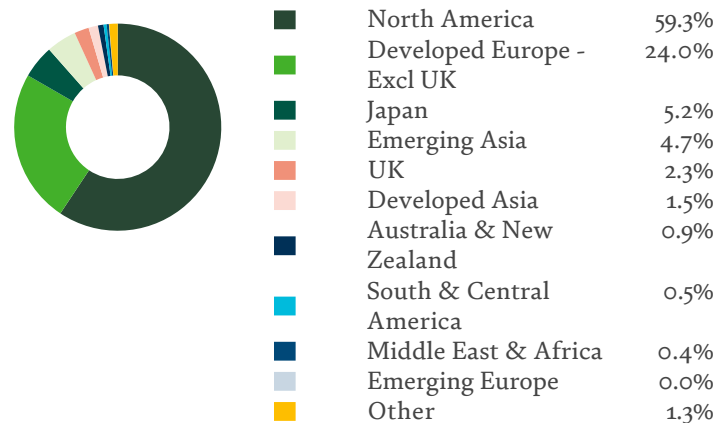 North America 59.3%
Developed Europe - 24.0%
Excl UK
Japan 5.2%
Emerging Asia 4.7%
UK 2.3%
Developed Asia 1.5%
Australia & New 0.9%
Zealand
South & Central 0.5%
America
Middle East & Africa 0.4%
Emerging Europe 0.0%
Other 1.3%